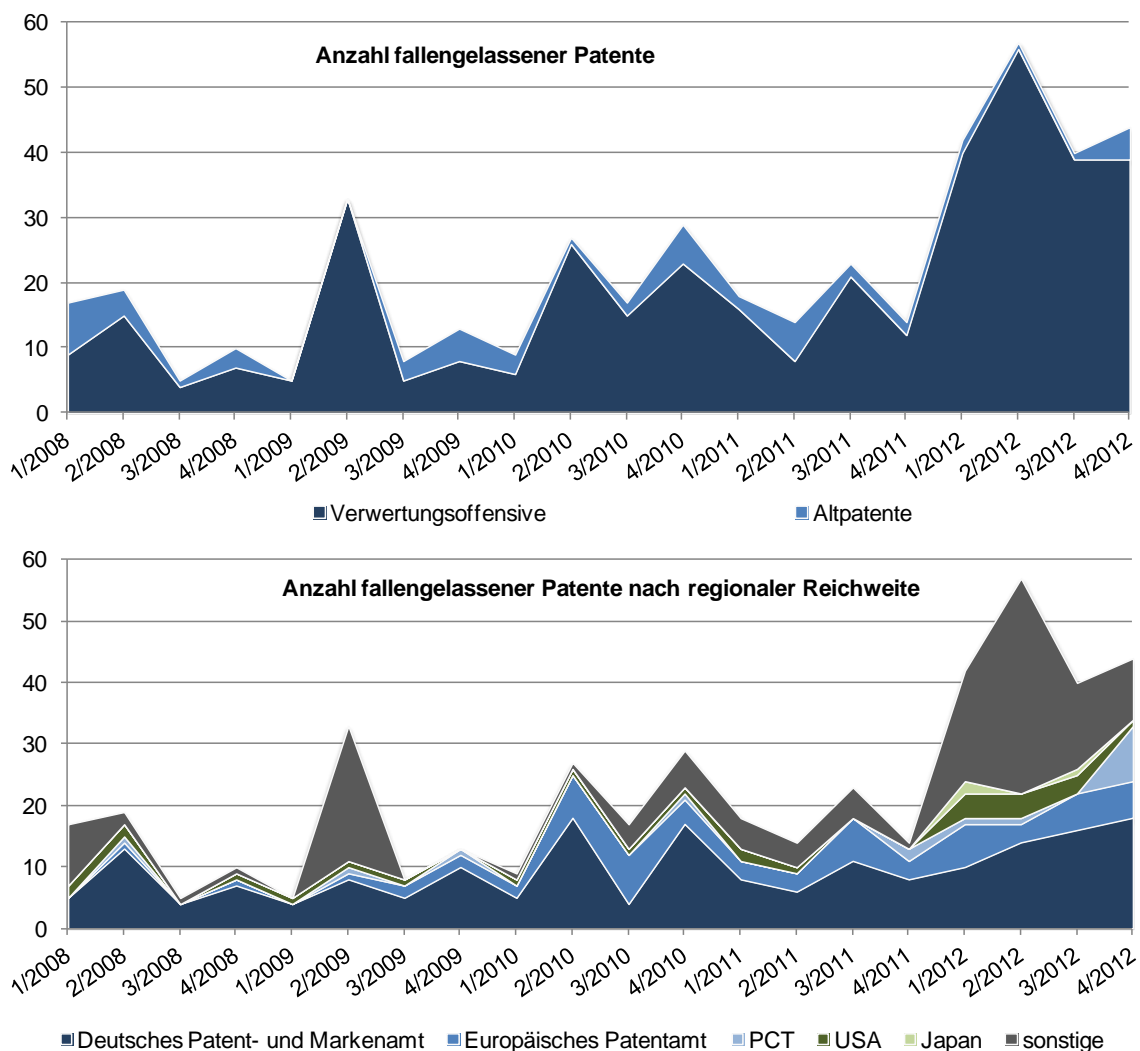 Anzahl fallengelassener Patente
60
50
40
30
20
10
0
1/2008 2/2008 3/2008 4/2008 1/2009 2/2009 3/2009 4/2009 1/2010 2/2010 3/2010 4/2010 1/2011 2/2011 3/2011 4/2011 1/2012 2/2012 3/2012 4/2012
Verwertungsoffensive Altpatente
Anzahl fallengelassener Patente nach regionaler Reichweite
60
50
40
30
20
10
0
1/2008 2/2008 3/2008 4/2008 1/2009 2/2009 3/2009 4/2009 1/2010 2/2010 3/2010 4/2010 1/2011 2/2011 3/2011 4/2011 1/2012 2/2012 3/2012 4/2012
Deutsches Patent- und Markenamt Europäisches Patentamt PCT USA Japan sonstige